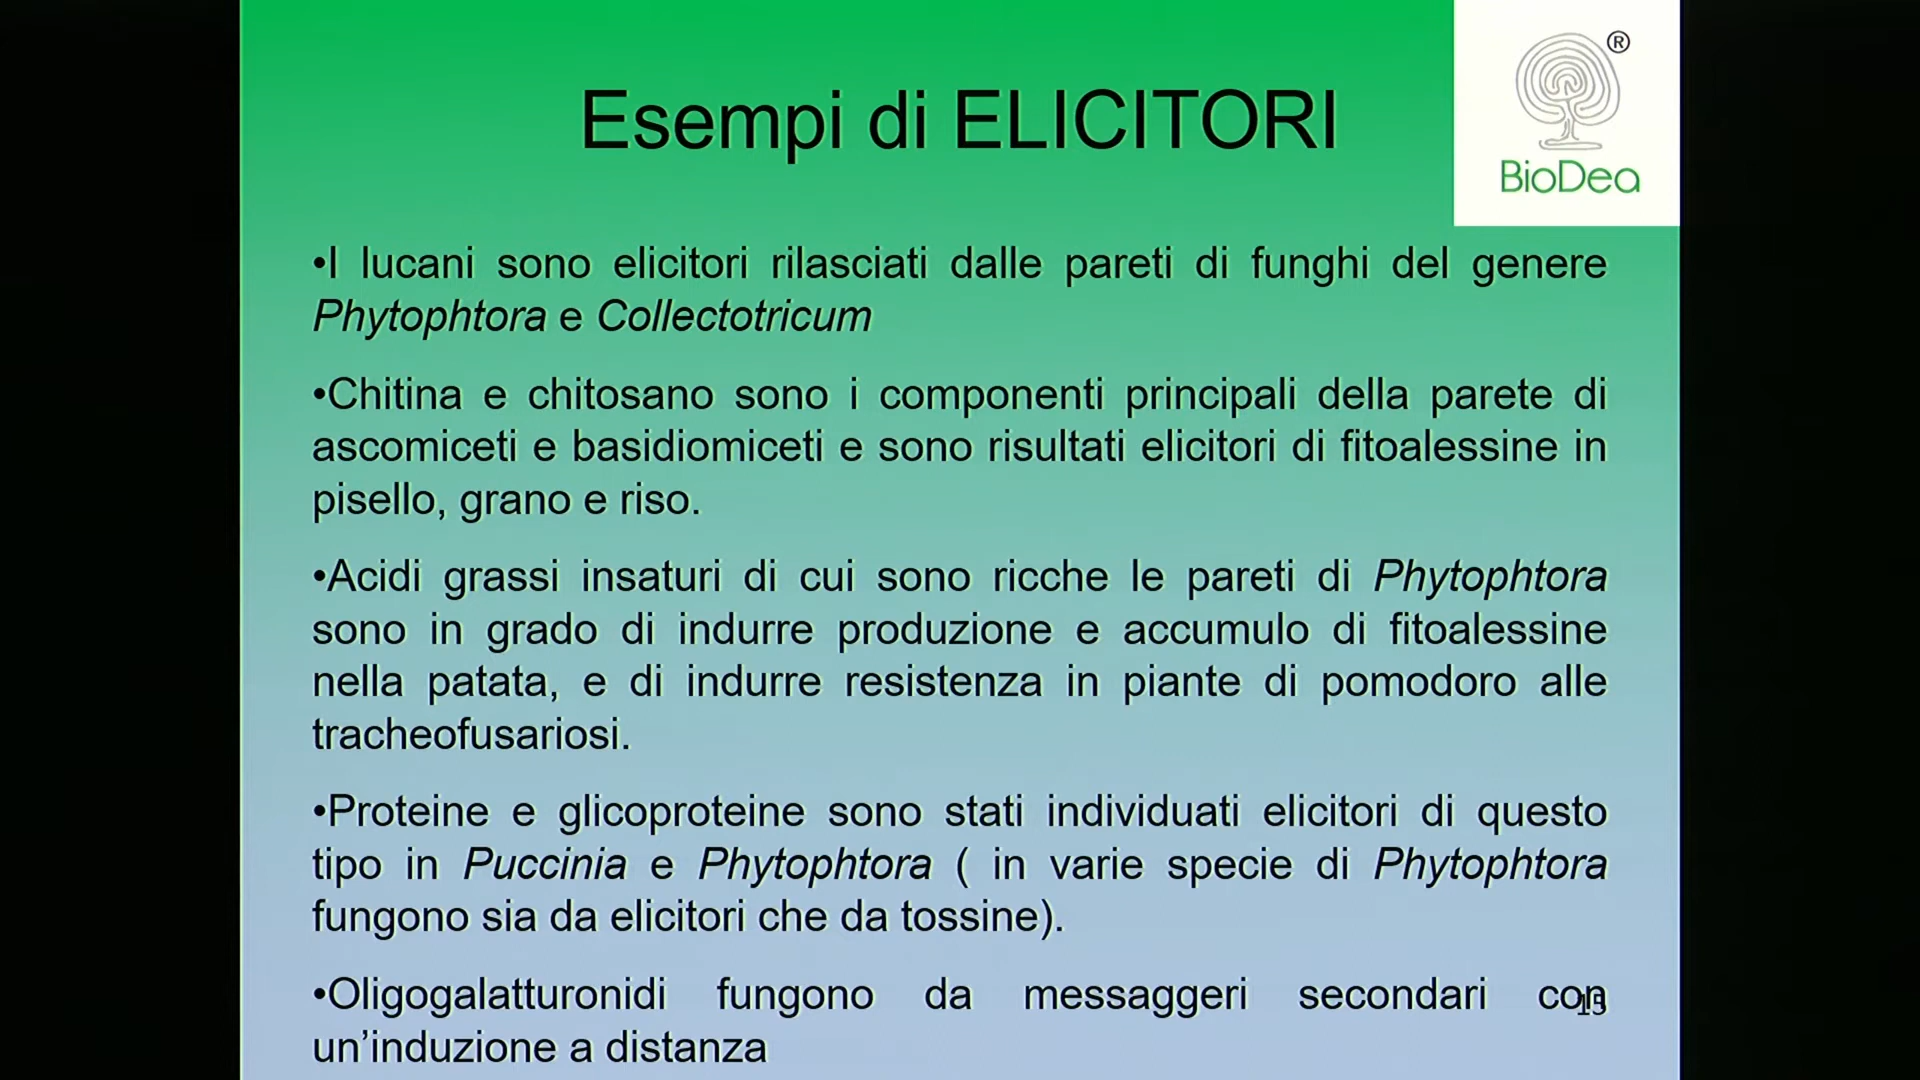 Esempi di ELICITORI
®
BioDea
•I lucani sono elicitori rilasciati dalle pareti di funghi del genere
Phytophtora e Collectotricum
•Chitina e chitosano sono i componenti principali della parete di
ascomiceti e basidiomiceti e sono risultati elicitori di fitoalessine in
pisello, grano e riso.
•Acidi grassi insaturi di cui sono ricche le pareti di Phytophtora
sono in grado di indurre produzione e accumulo di fitoalessine
nella patata, e di indurre resistenza in piante di pomodoro alle
tracheofusariosi.
•Proteine e glicoproteine sono stati individuati elicitori di questo
tipo in Puccinia e Phytophtora ( in varie specie di Phytophtora
fungono sia da elicitori che da tossine).
•Oligogalatturonidi fungono da messaggeri secondari con
un’induzione a distanza
15